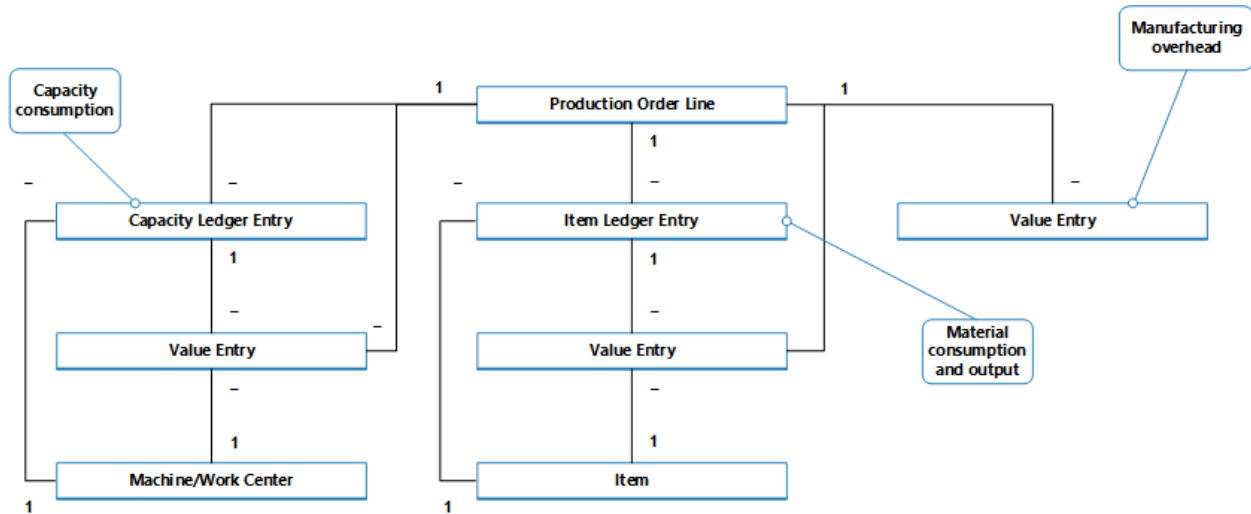 Manufacturing
overhead
Capacity
consumption
1
Production Order Line
1
1
–
–
–
–
–
Capacity Ledger Entry
Item Ledger Entry
Value Entry
1
1
–
–
–
Value Entry
Value Entry
Material
consumption
and output
–
–
1
1
Machine/Work Center
Item
1
1